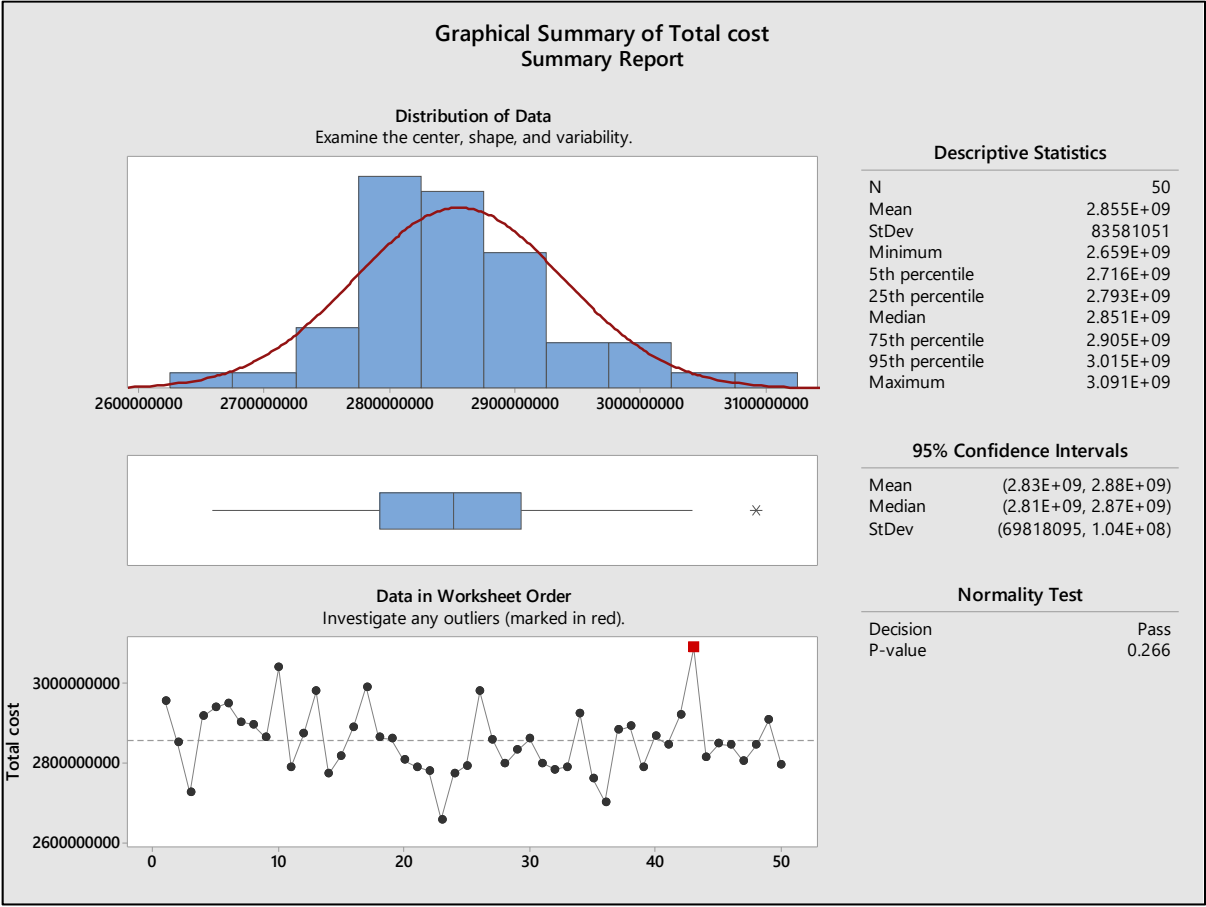 Graphical Summary of Total cost
Summary Report
Distribution of Data
Examine the center, shape, and variability.
2600000000 2700000000 2800000000 2900000000 3000000000 3100000000
Descriptive Statistics
N 50
Mean 2.855E+09
StDev 83581051
Minimum 2.659E+09
5th percentile 2.716E+09
25th percentile 2.793E+09
Median 2.851E+09
75th percentile 2.905E+09
95th percentile 3.015E+09
Maximum 3.091E+09
95% Confidence Intervals
Mean (2.83E+09, 2.88E+09)
Median (2.81E+09, 2.87E+09)
StDev (69818095, 1.04E+08)
Data in Worksheet Order
Investigate any outliers (marked in red).
Total cost
3000000000
2800000000
2600000000
0 10 20 30 40 50
Normality Test
Decision Pass
P-value 0.266